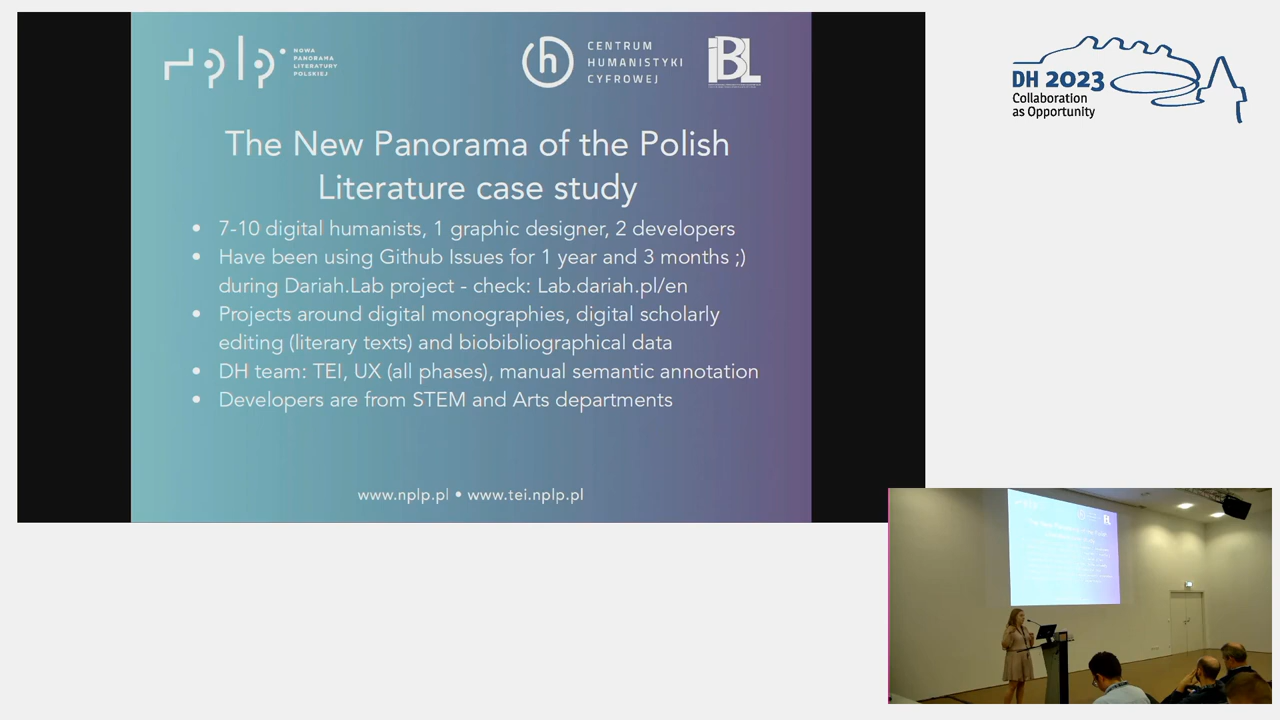 NOWA
PANORAMA
LITERATURY
POLSKIEJ
CENTRUM
HUMANISTYKI
CYFROWEJ
IBL
The New Panorama of the Polish
Literature case study
• 7-10 digital humanists, 1 graphic designer, 2 developers
• Have been using Github Issues for 1 year and 3 months ;)
during Dariah.Lab project - check: Lab.dariah.pl/en
• Projects around digital monographies, digital scholarly
editing (literary texts) and biobibliographical data
• DH team: TEI, UX (all phases), manual semantic annotation
• Developers are from STEM and Arts departments
www.nplp.pl • www.tei.nplp.pl
DH 2023
Collaboration
as Opportunity